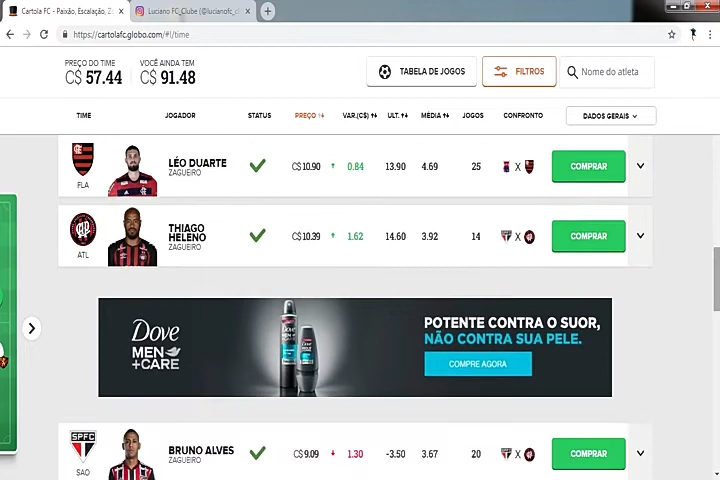 Cartola FC - Paixão, Escalação, Z
Luciano FC_Clube (@lucianofc_cl
https://cartolafc.globo.com/#!/time
PREÇO DO TIME
C$ 57.44
VOCÊ AINDA TEM
C$ 91.48
TABELA DE JOGOS
FILTROS
Nome do atleta
TIME JOGADOR STATUS PREÇO VAR.(C$) ÚLT. MÉDIA JOGOS CONFRONTO DADOS GERAIS
FLA
LÉO DUARTE
ZAGUEIRO
C$ 10.90 0.84 13.90 4.69 25 X COMPRAR
ATL
THIAGO
HELENO
ZAGUEIRO
C$ 10.39 1.62 14.60 3.92 14 X COMPRAR
Dove
MEN
+CARE
Dove
MEN+
POTENTE CONTRA O SUOR,
NÃO CONTRA SUA PELE.
COMPRE AGORA
SPFC
SAO
BRUNO ALVES
ZAGUEIRO
C$ 9.09 1.30 -3.50 3.67 20 X COMPRAR